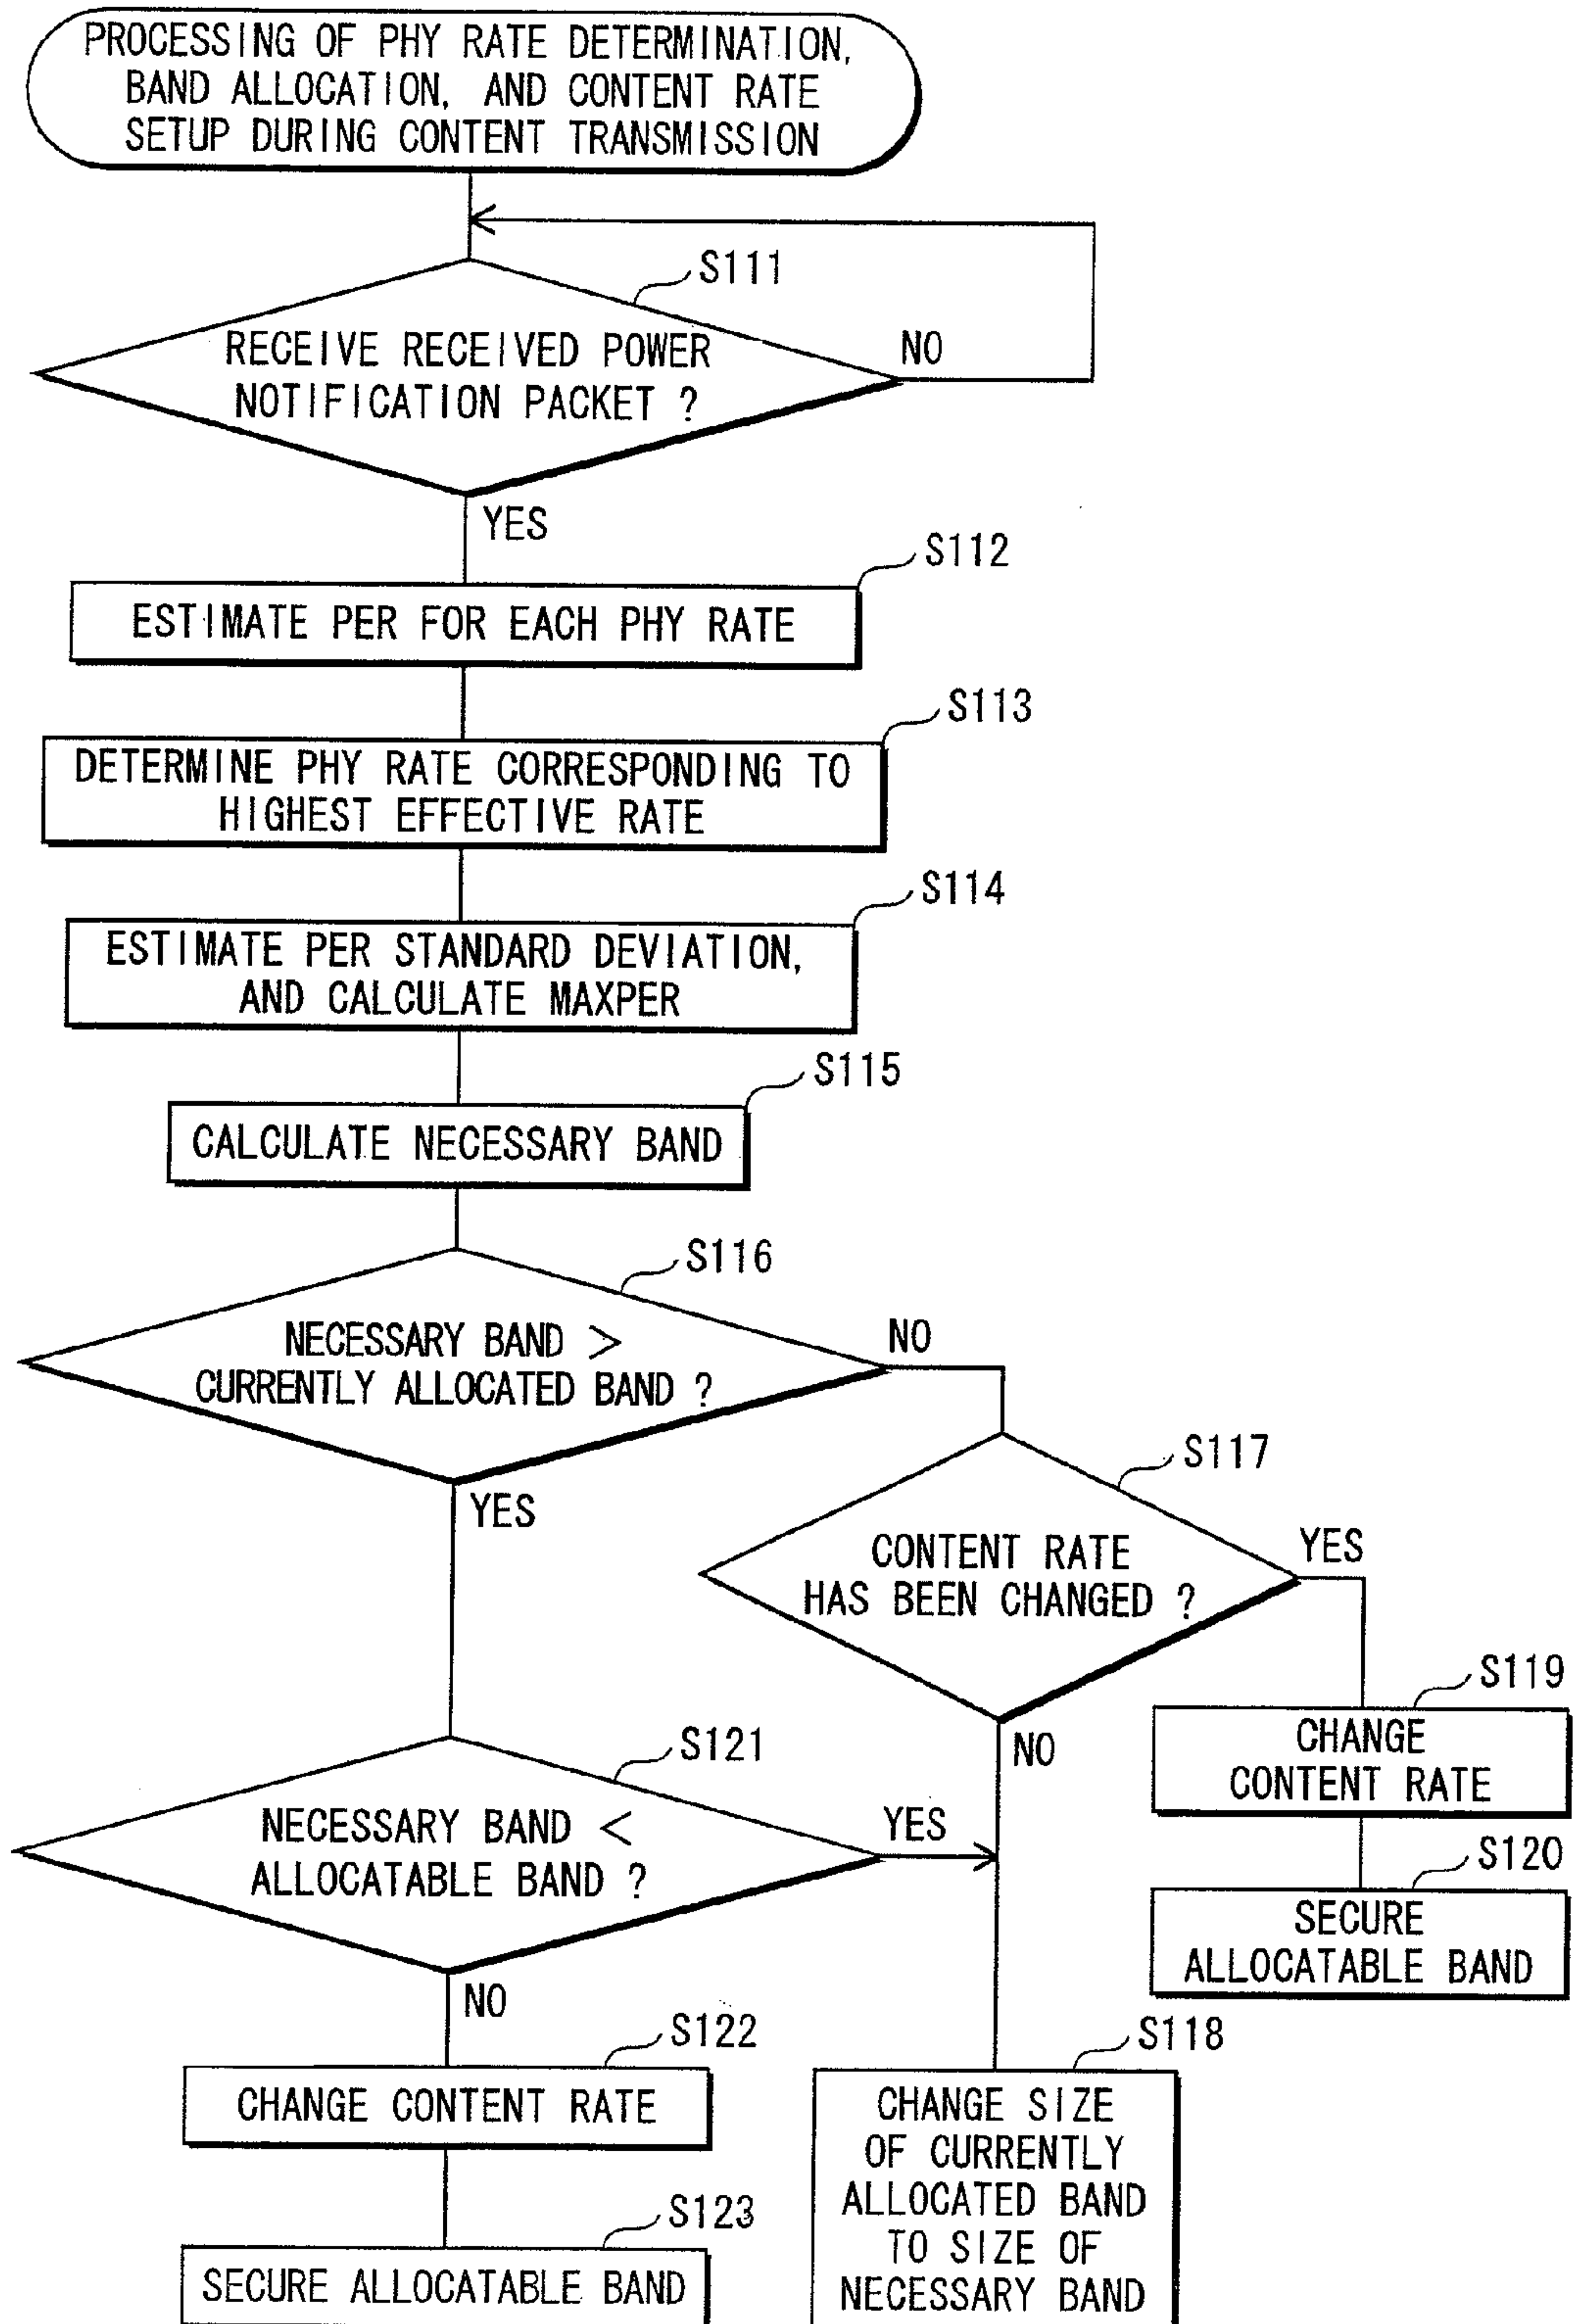 PROCESSING OF PHY RATE DETERMINATION,
BAND ALLOCATION, AND CONTENT RATE
SETUP DURING CONTENT TRANSMISSION
S111
RECEIVE RECEIVED POWER
NOTIFICATION PACKET ?
NO
YES
S112
ESTIMATE PER FOR EACH PHY RATE
S113
DETERMINE PHY RATE CORRESPONDING TO
HIGHEST EFFECTIVE RATE
S114
ESTIMATE PER STANDARD DEVIATION,
AND CALCULATE MAXPER
S115
CALCULATE NECESSARY BAND
S116
NECESSARY BAND >
CURRENTLY ALLOCATED BAND ?
NO
YES
S117
CONTENT RATE
HAS BEEN CHANGED ?
YES
NO
S119
CHANGE
CONTENT RATE
S120
SECURE
ALLOCATABLE BAND
S121
NECESSARY BAND <
ALLOCATABLE BAND ?
YES
NO
S122
CHANGE CONTENT RATE
S123
SECURE ALLOCATABLE BAND
S118
CHANGE SIZE
OF CURRENTLY
ALLOCATED BAND
TO SIZE OF
NECESSARY BAND